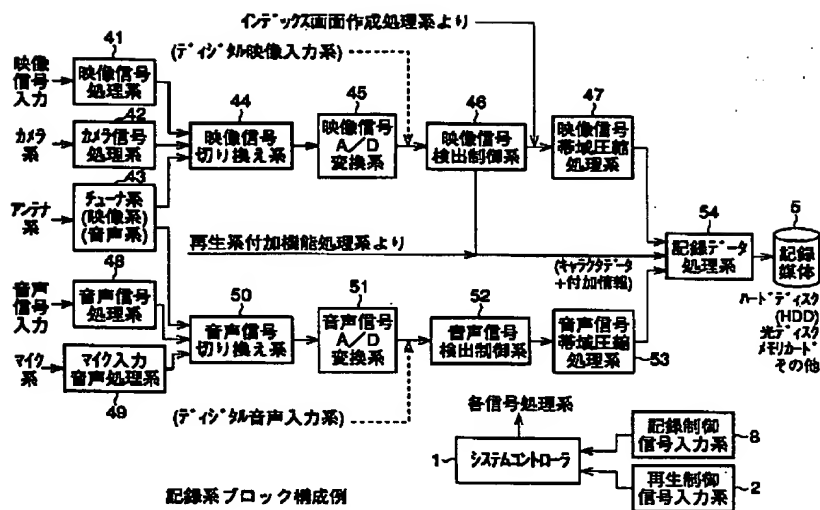 インデックス画面作成処理系より
(ディジタル映像入力系)
41
映像
信号
入力
映像信号
処理系
42
カメラ
系
カメラ信号
処理系
43
アンテナ
系
チューナ系
(映像系)
(音声系)
44
映像信号
切り換え系
45
映像信号
A/D
変換系
46
映像信号
検出制御系
47
映像信号
帯域圧縮
処理系
再生系付加機能処理系より
(キャラクタデータ
+付加情報)
54
記録データ
処理系
5
記録
媒体
ハードディスク
(HDD)
光ディスク
メモリカード
その他
48
音声
信号
入力
音声信号
処理系
マイク
系
マイク入力
音声処理系
49
50
音声信号
切り換え系
51
音声信号
A/D
変換系
52
音声信号
検出制御系
音声信号
帯域圧縮
処理系
53
(ディジタル音声入力系)
各信号処理系
1
システムコントローラ
記録制御
信号入力系
8
再生制御
信号入力系
2
記録系ブロック構成例